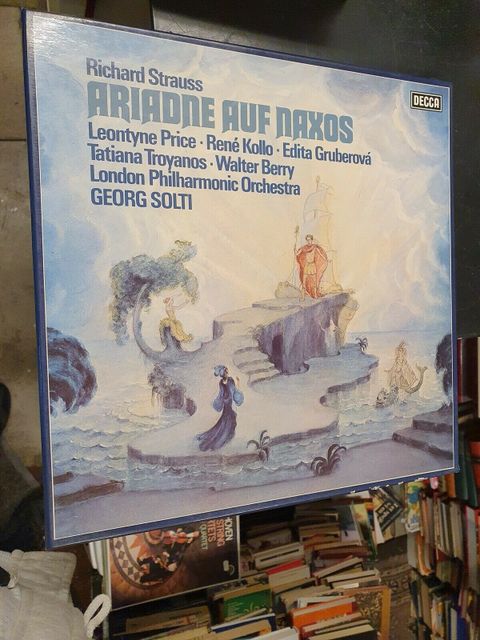 Richard Strauss
DECCA
ARIADNE AUF NAXOS
Leontyne Price · René Kollo · Edita Gruberová
Tatiana Troyanos · Walter Berry
London Philharmonic Orchestra
GEORG SOLTI